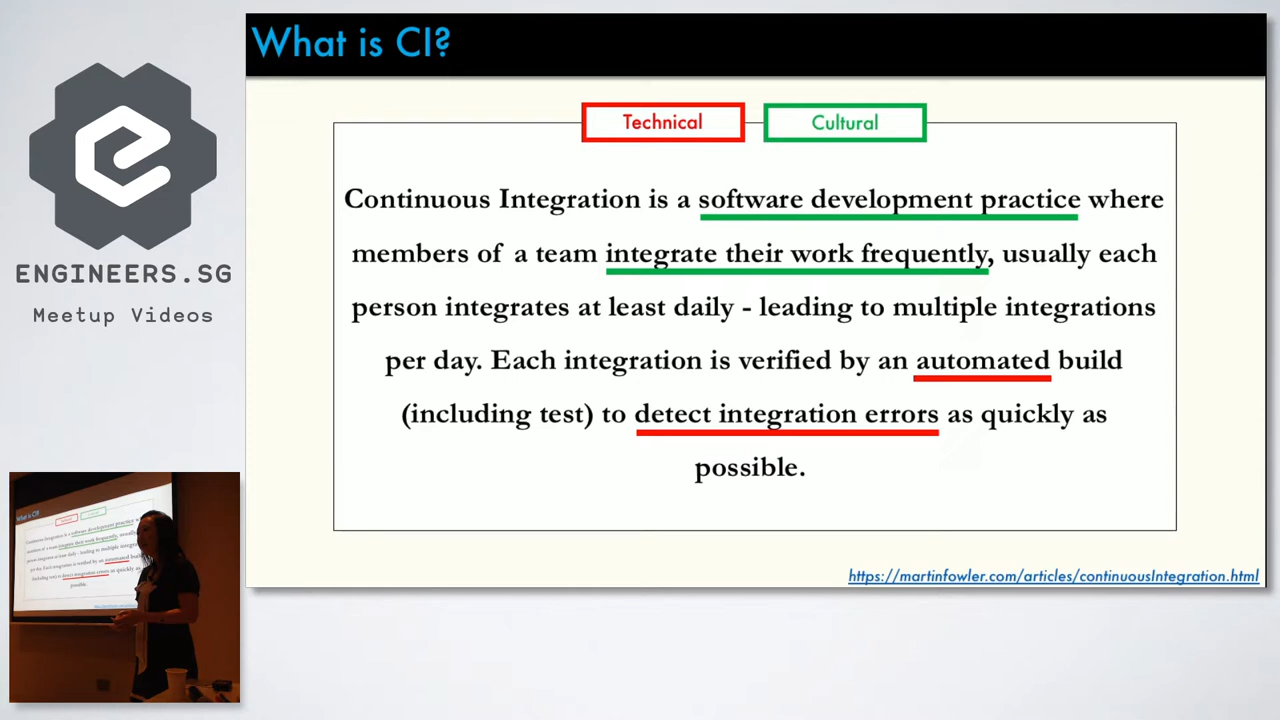 What is CI?
Technical
Cultural
Continuous Integration is a software development practice where
members of a team integrate their work frequently, usually each
person integrates at least daily - leading to multiple integrations
per day. Each integration is verified by an automated build
(including test) to detect integration errors as quickly as
possible.
https://martinfowler.com/articles/continuousIntegration.html
ENGINEERS.SG
Meetup Videos
What is CI?